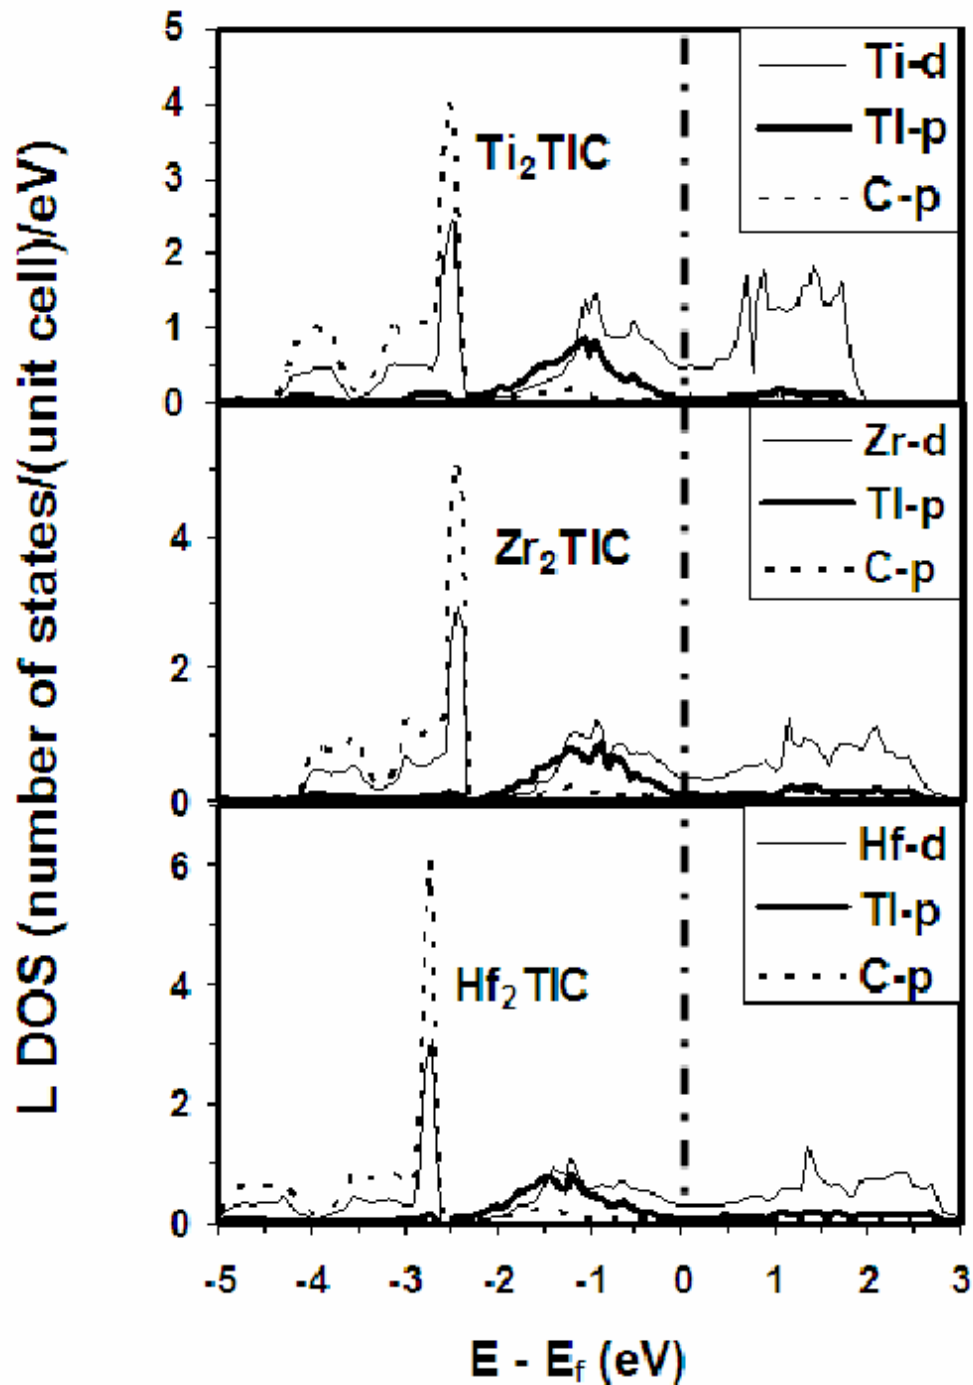 L DOS (number of states/(unit cell)/eV)
5
4
3
2
1
0
Ti₂TlC
Ti-d
Tl-p
C-p
4
2
0
Zr₂TlC
Zr-d
Tl-p
C-p
6
4
2
0
Hf₂TlC
Hf-d
Tl-p
C-p
-5 -4 -3 -2 -1 0 1 2 3
E - E_f (eV)